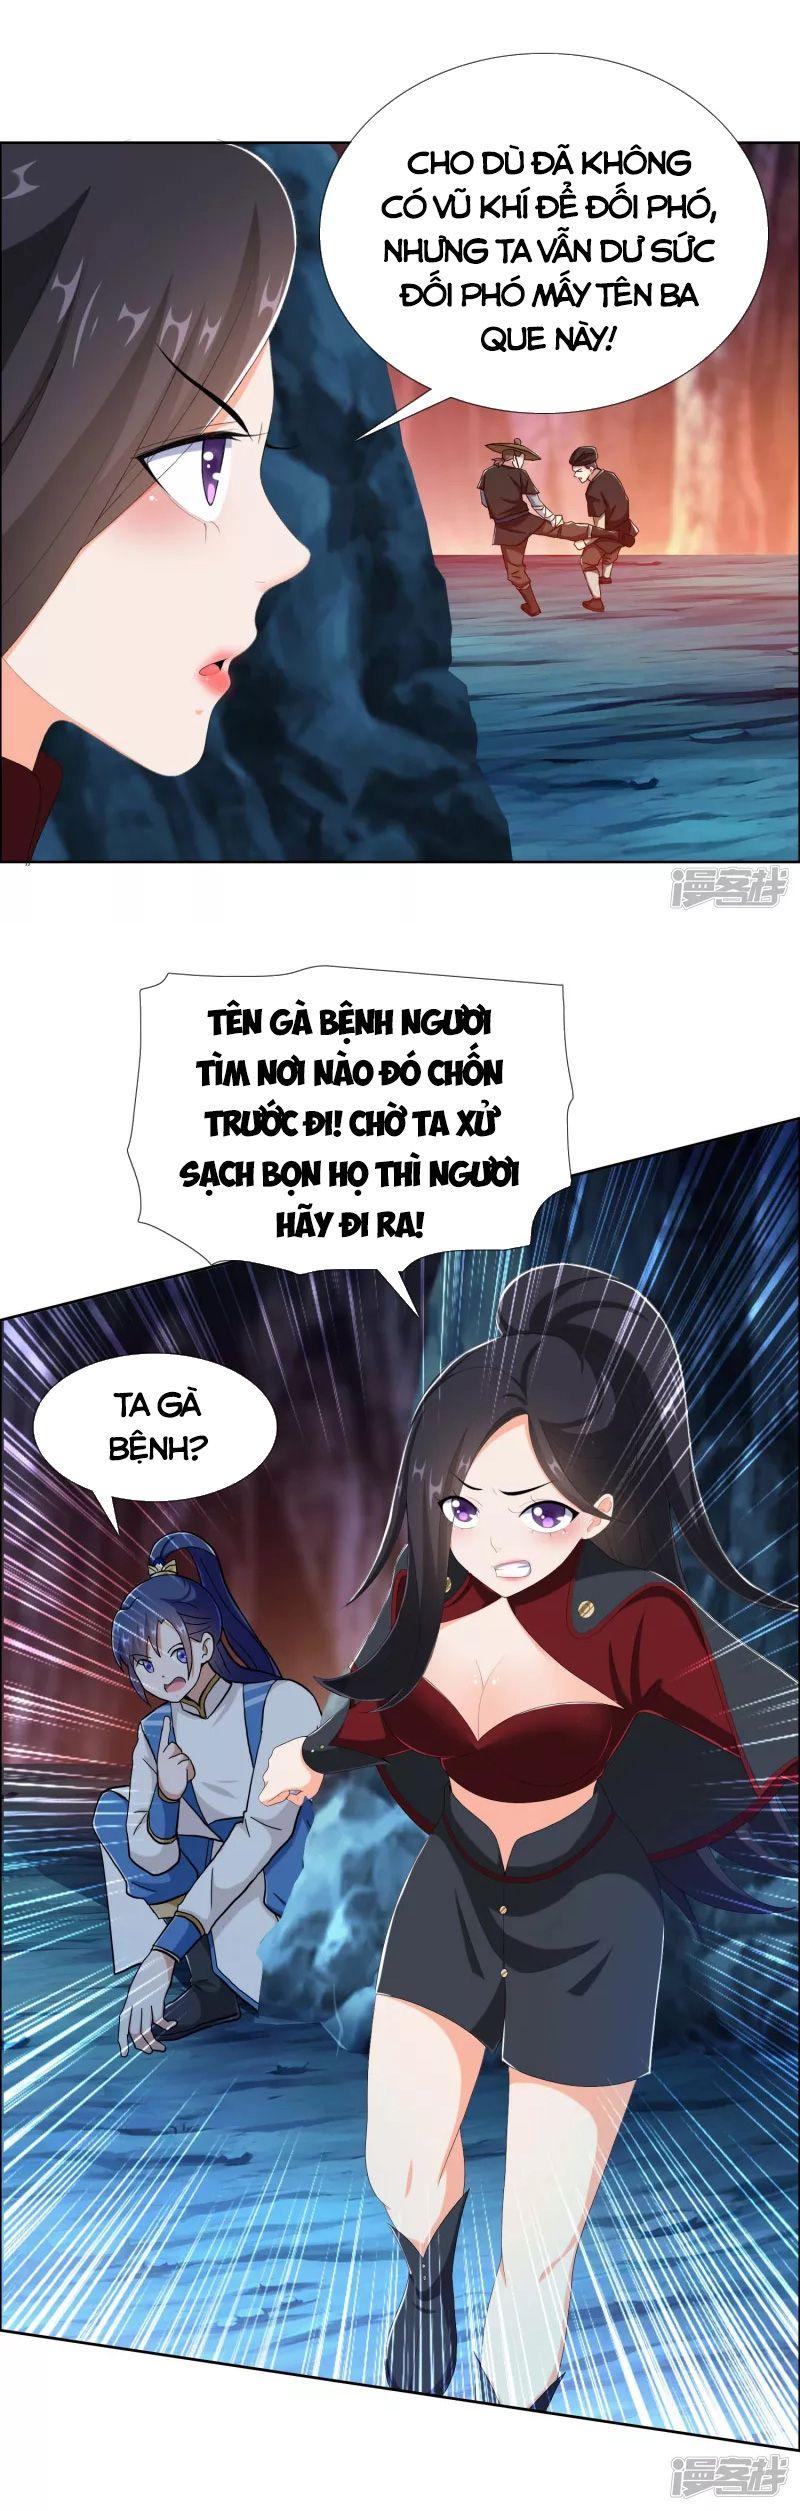 CHO DÙ ĐÃ KHÔNG
CÓ VŨ KHÍ ĐỂ ĐỐI PHÓ,
NHƯNG TA VẪN DƯ SỨC
ĐỐI PHÓ MẤY TÊN BA
QUE NÀY!
漫客栈
TÊN GÀ BỆNH NGƯƠI
TÌM NƠI NÀO ĐÓ CHỐN
TRƯỚC ĐI! CHỜ TA XỬ
SẠCH BỌN HỌ THÌ NGƯƠI
HÃY ĐI RA!
TA GÀ
BỆNH?
漫客栈